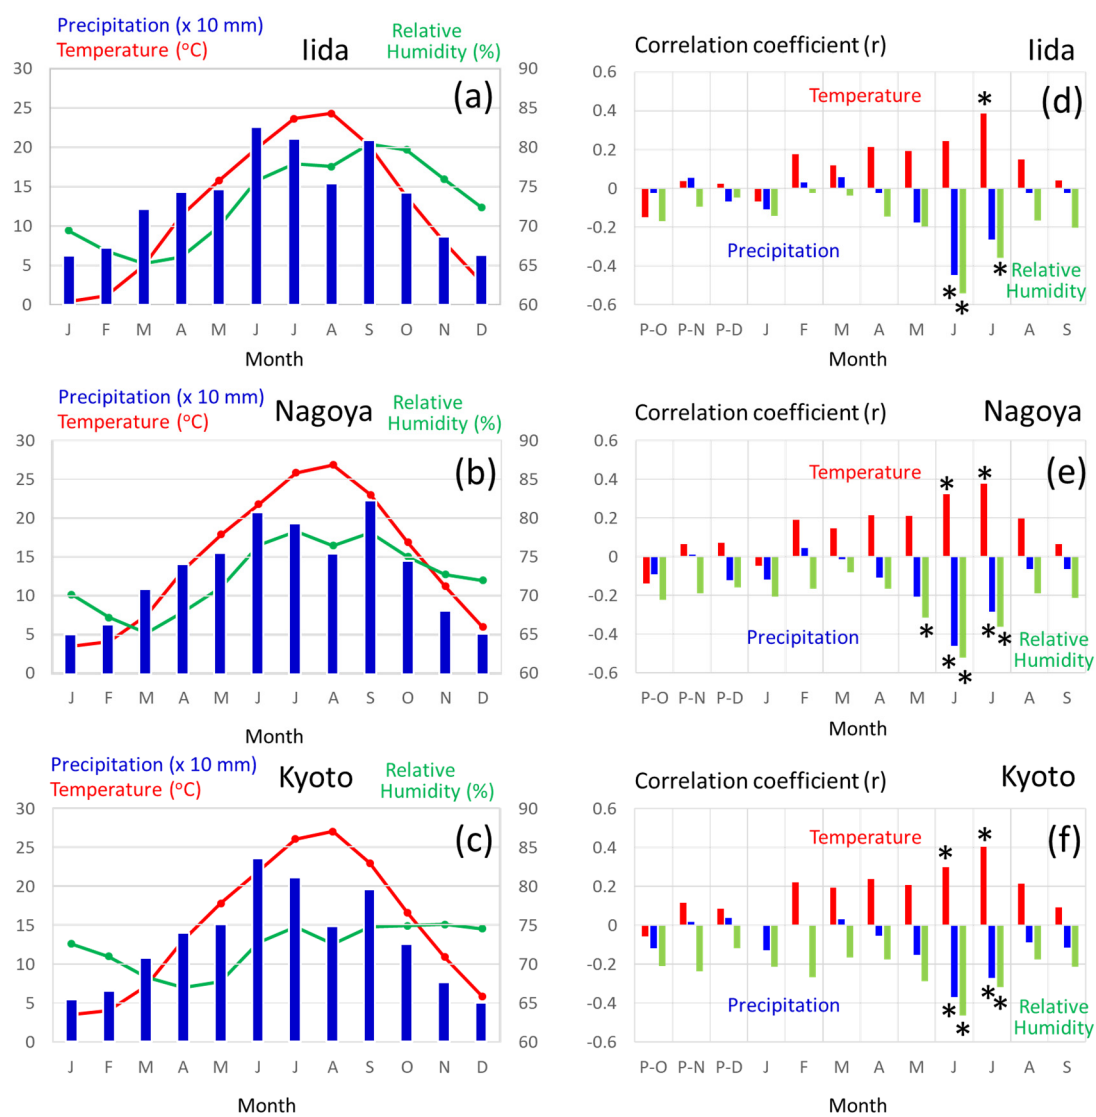 Precipitation (x 10 mm)
Temperature (°C)
Iida
Relative
Humidity (%)
(a)
30 25 20 15 10 5 0
90 85 80 75 70 65 60
J F M A M J J A S O N D
Month
Correlation coefficient (r)
Iida
(d)
0.6 0.4 0.2 0 -0.2 -0.4 -0.6
Temperature
*
Precipitation
Relative
Humidity
* * *
P-O P-N P-D J F M A M J J A S
Month
Precipitation (x 10 mm)
Temperature (°C)
Nagoya
Relative
Humidity (%)
(b)
30 25 20 15 10 5 0
90 85 80 75 70 65 60
J F M A M J J A S O N D
Month
Correlation coefficient (r)
Nagoya
(e)
0.6 0.4 0.2 0 -0.2 -0.4 -0.6
Temperature
* *
Precipitation
Relative
Humidity
* * * * *
P-O P-N P-D J F M A M J J A S
Month
Precipitation (x 10 mm)
Temperature (°C)
Kyoto
Relative
Humidity (%)
(c)
30 25 20 15 10 5 0
90 85 80 75 70 65 60
J F M A M J J A S O N D
Month
Correlation coefficient (r)
Kyoto
(f)
0.6 0.4 0.2 0 -0.2 -0.4 -0.6
Temperature
* *
Precipitation
Relative
Humidity
* * * *
P-O P-N P-D J F M A M J J A S
Month